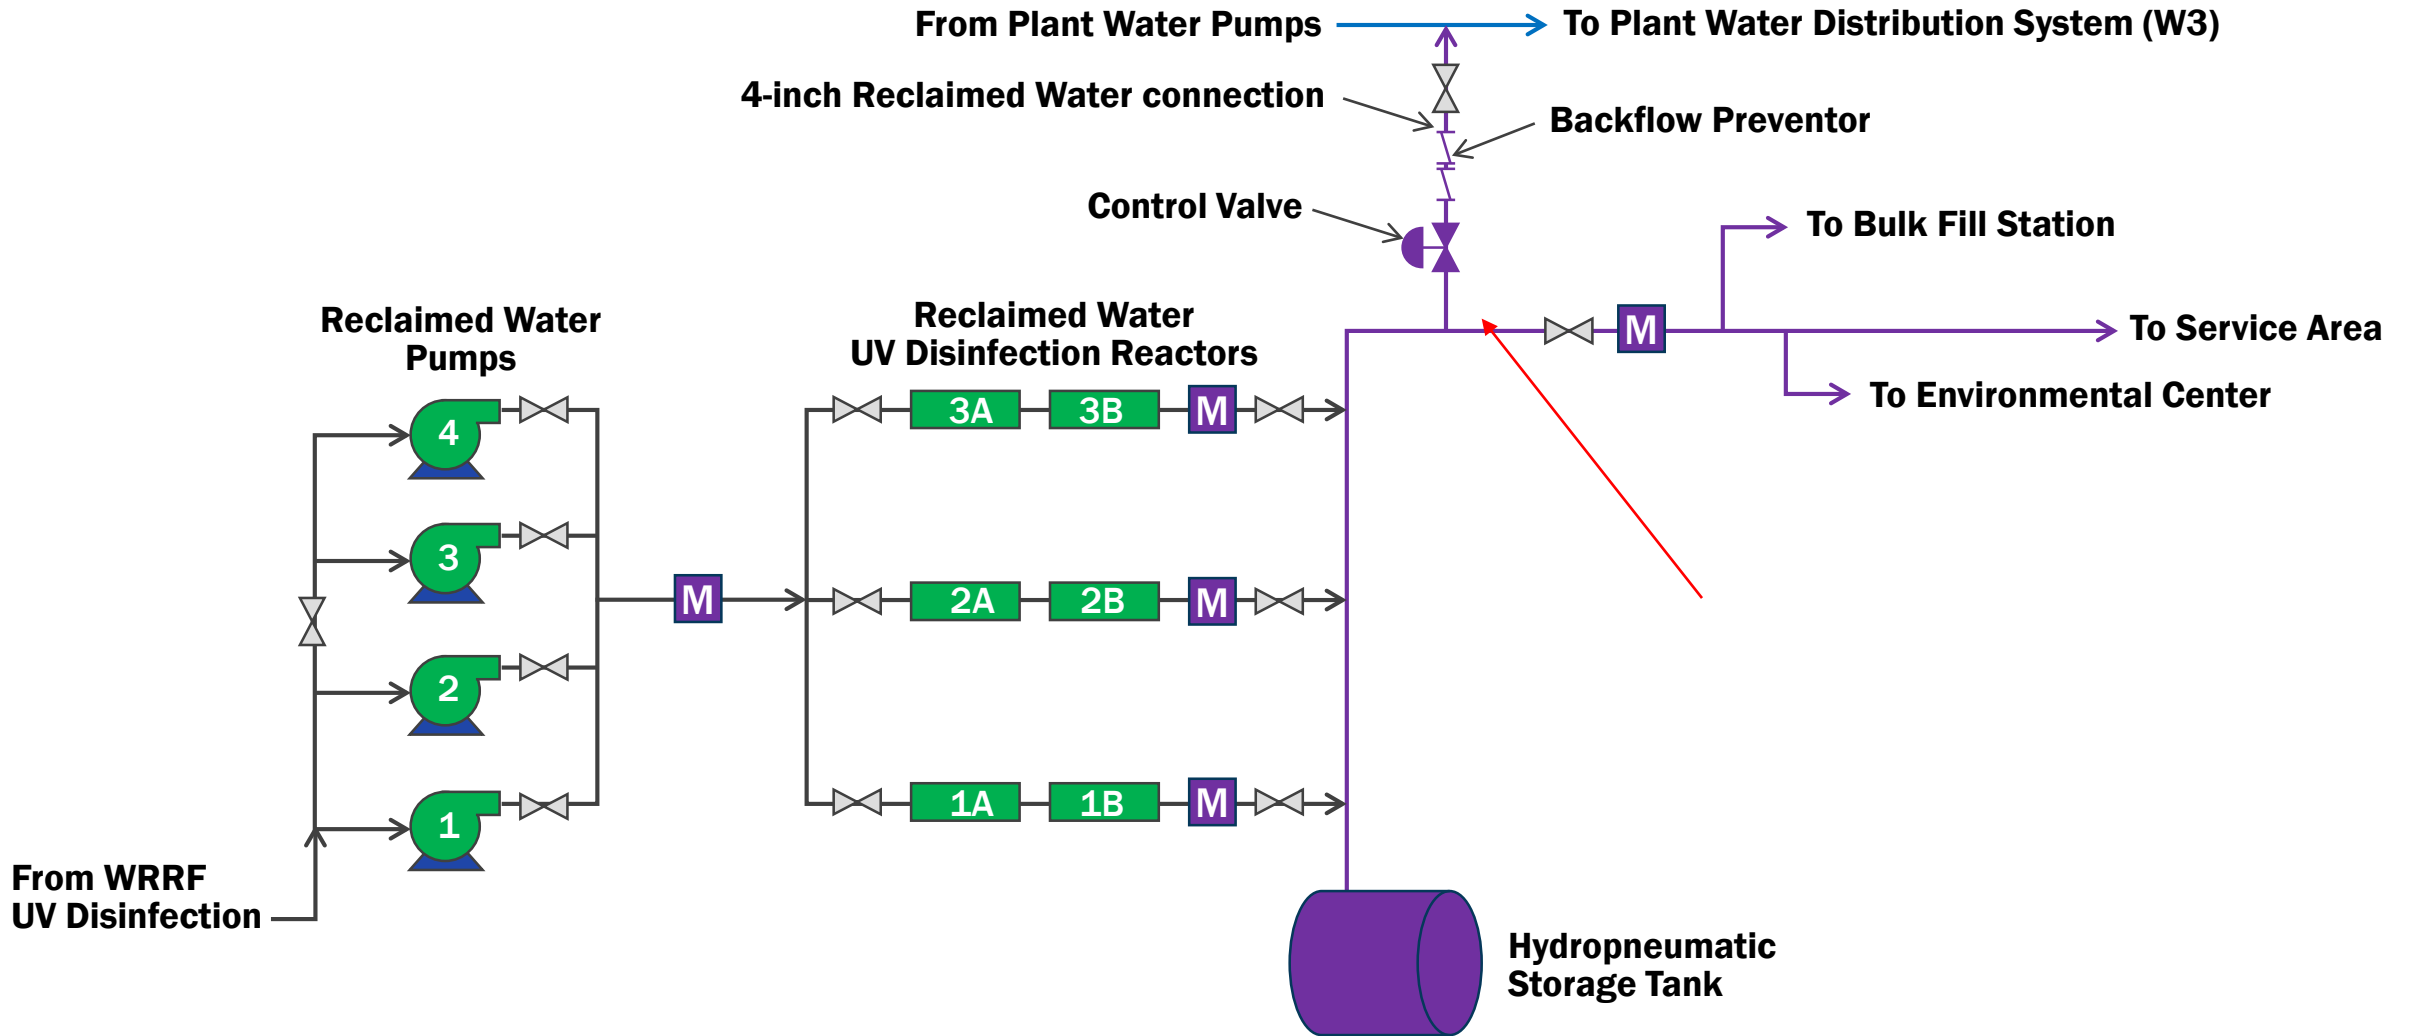 From Plant Water Pumps
To Plant Water Distribution System (W3)
4-inch Reclaimed Water connection
Backflow Preventor
Control Valve
To Bulk Fill Station
Reclaimed Water
Pumps
Reclaimed Water
UV Disinfection Reactors
M
To Service Area
To Environmental Center
4
3A
3B
M
3
M
2A
2B
M
2
1
1A
1B
M
From WRRF
UV Disinfection
Hydropneumatic
Storage Tank